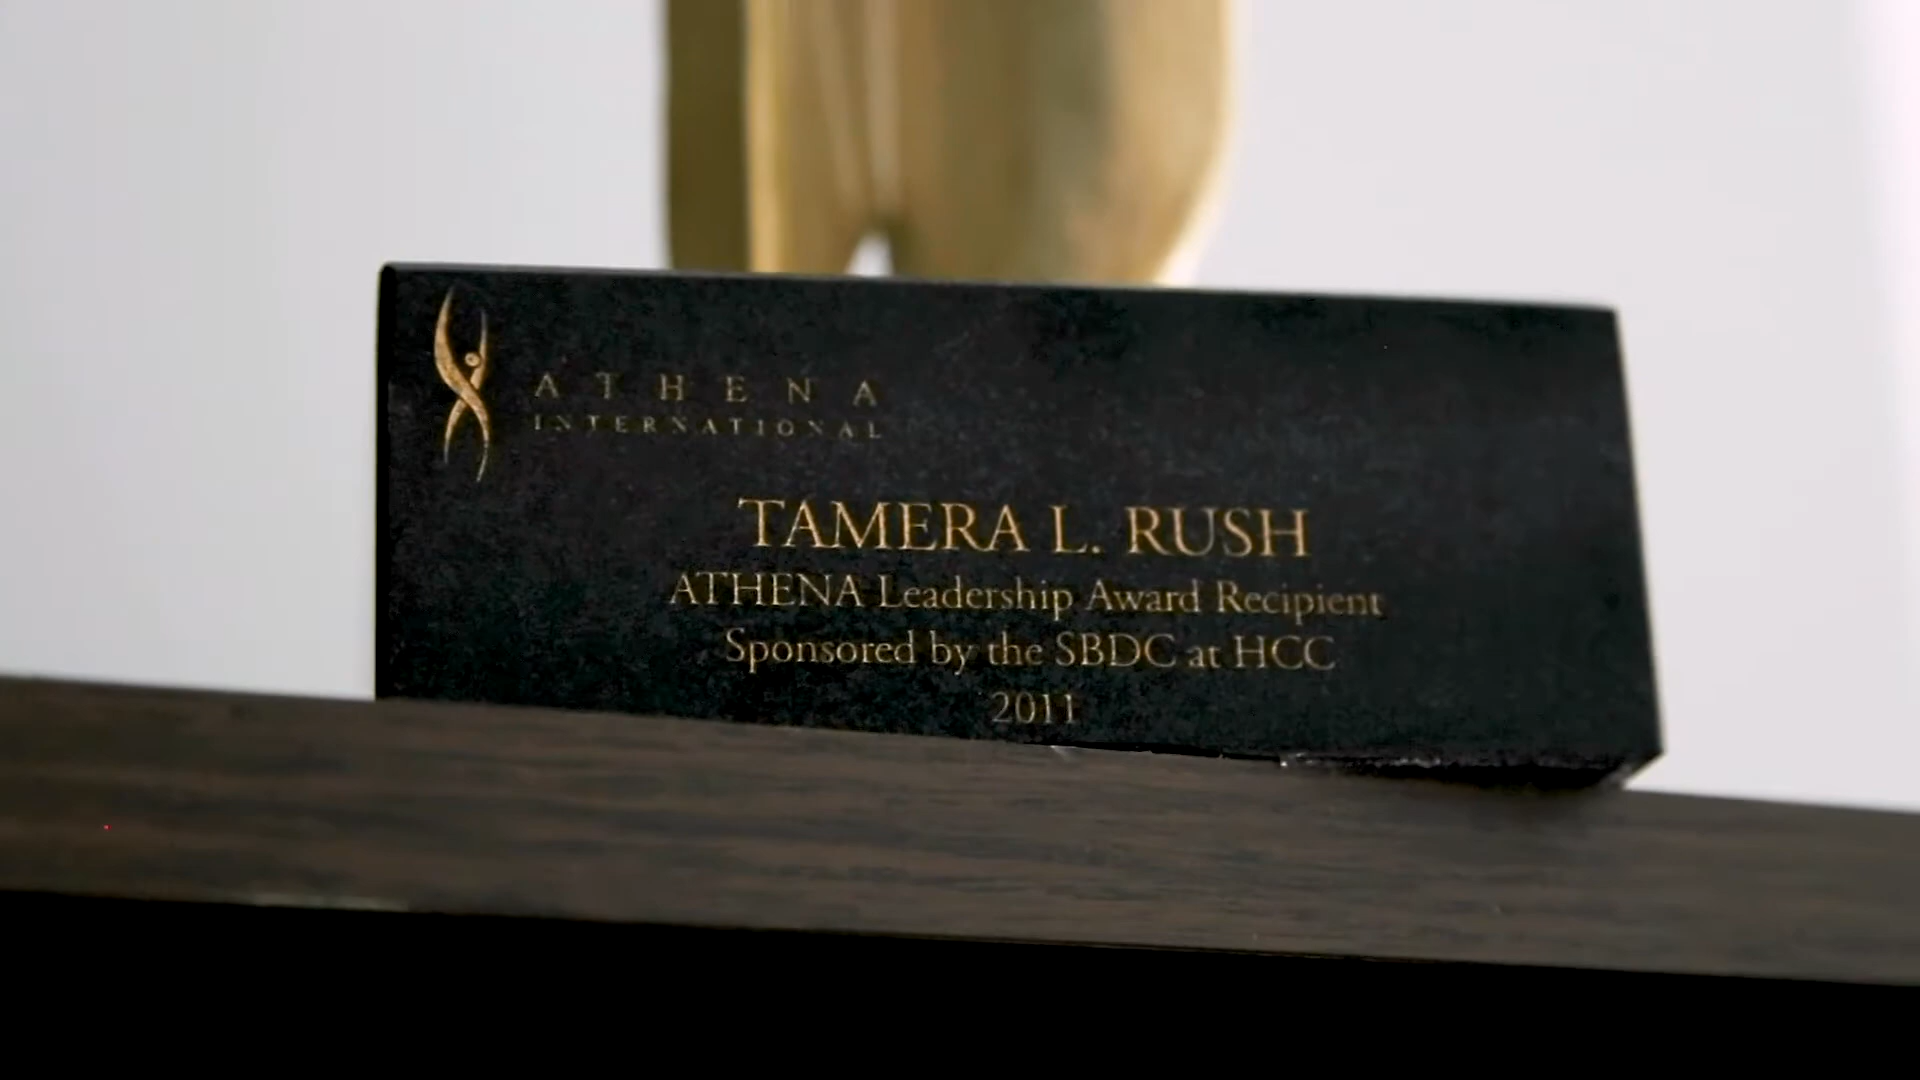 ATHENA
INTERNATIONAL
TAMERA L. RUSH
ATHENA Leadership Award Recipient
Sponsored by the SBDC at HCC
2011